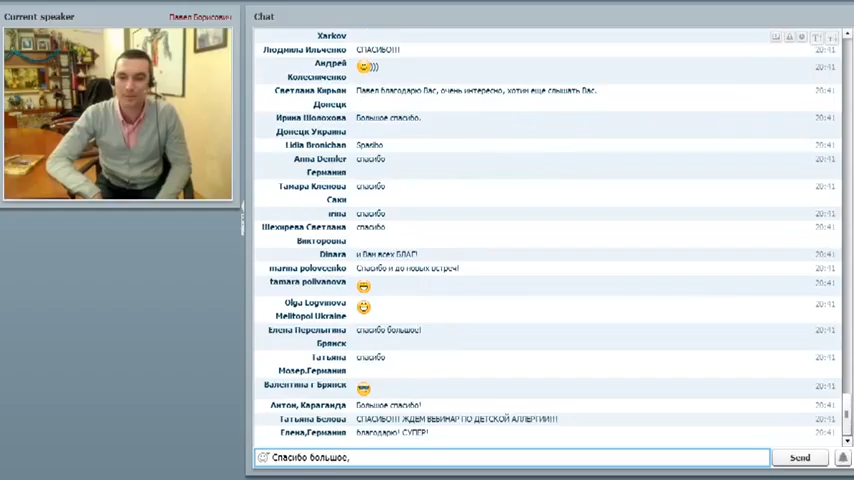 Current speaker
Павел Борисович
Chat
Xarkov
Людмила Ильченко СПАСИБО!!! 20:41
Андрей )))  20:41
Колесниченко
Светлана Кирьян Павел благодарю Вас, очень интересно, хотим еще слышать Вас. 20:41
Донецк
Ирина Шолохова Большое спасибо. 20:41
Донецк Украина
Lidia Bronichan Spasibo 20:41
Anna Demler спасибо 20:41
Германия
Тамара Кленова спасибо 20:41
Саки
irina спасибо 20:41
Шехирева Светлана спасибо 20:41
Викторовна
Dinara и Вам всех БЛАГ! 20:41
marina polovcenko Спасибо и до новых встреч! 20:41
tamara polivanova 20:41
Olga Logvinova 20:41
Melitopol Ukraine
Елена Перелыгина спасибо большое! 20:41
Брянск
Татьяна спасибо 20:41
Мозер.Германия
Валентина г Брянск 20:41
Антон, Караганда Большое спасибо! 20:41
Татьяна Белова СПАСИБО!!! ЖДЕМ ВЕБИНАР ПО ДЕТСКОЙ АЛЛЕРГИИ!!! 20:41
Елена,Германия благодарю! СУПЕР! 20:41
Спасибо большое,
Send